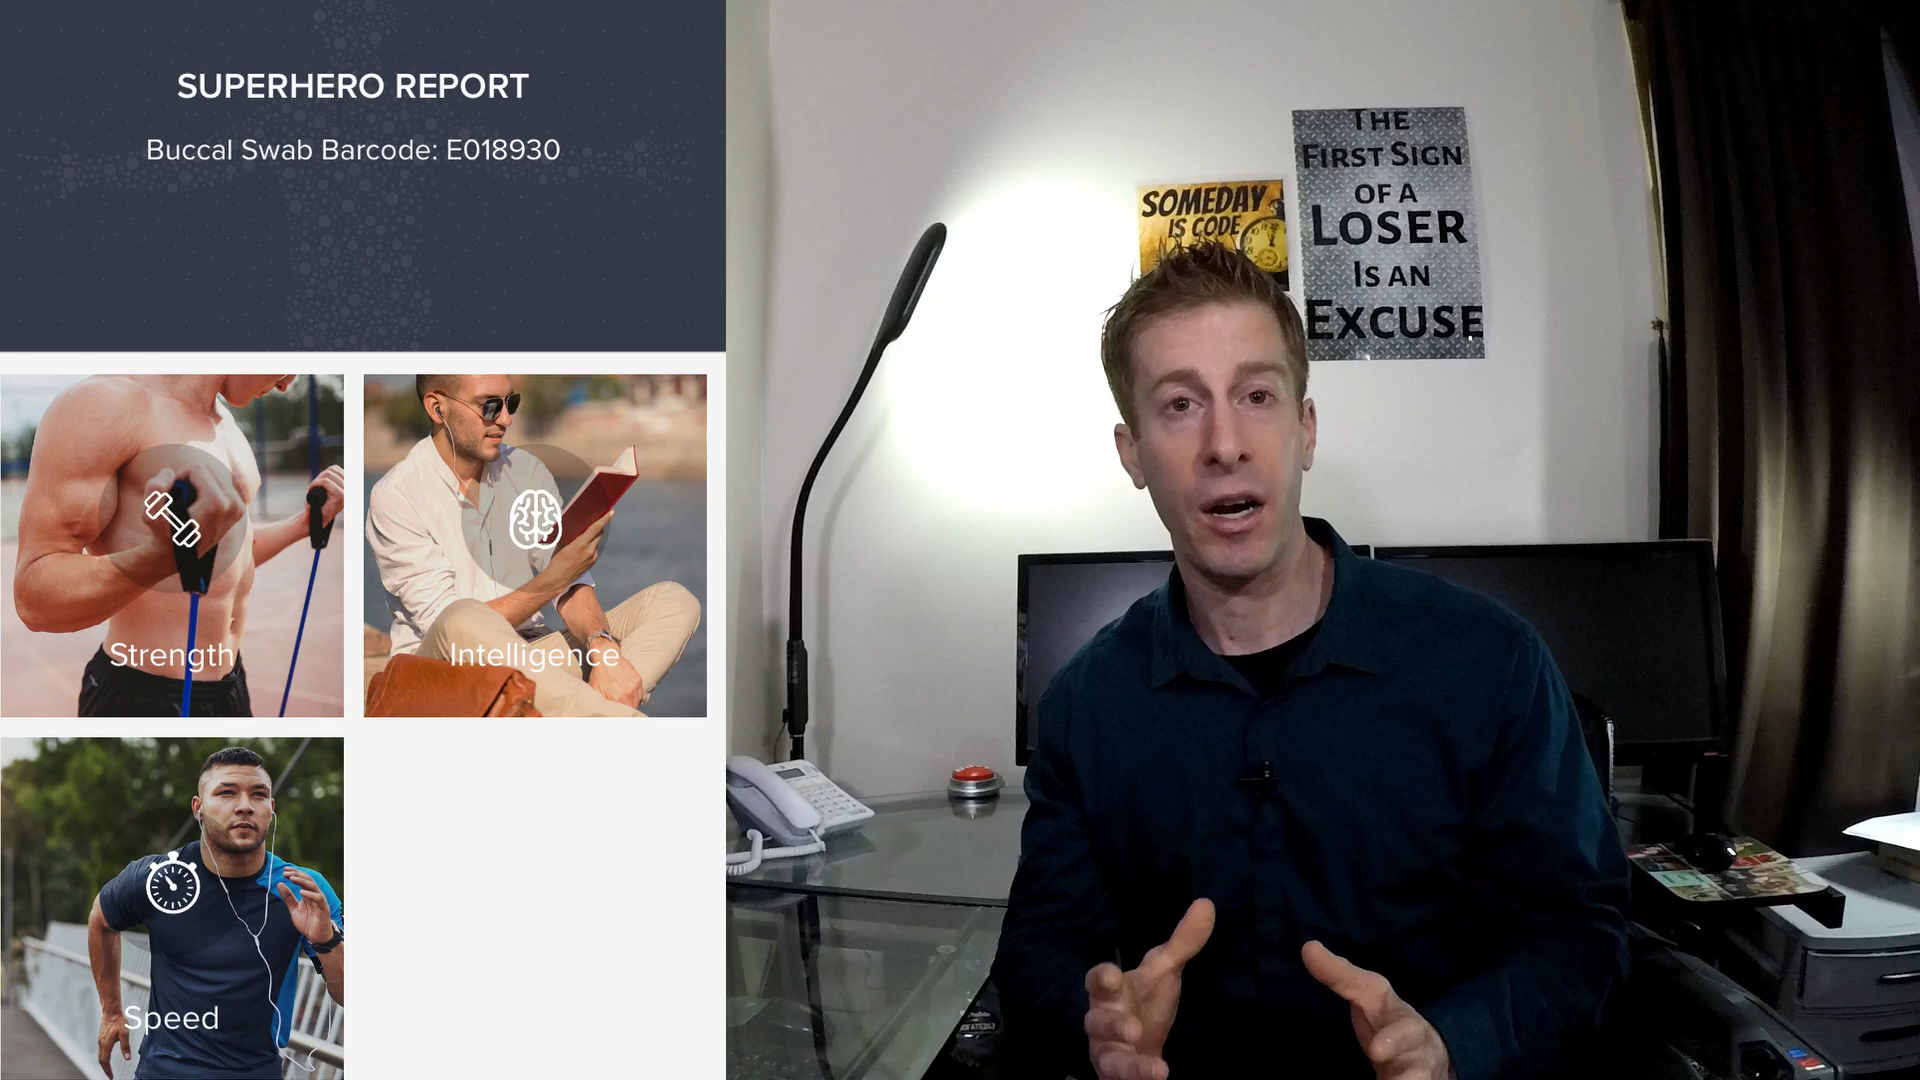 SUPERHERO REPORT
Buccal Swab Barcode: E018930
Strength
Intelligence
Speed
SOMEDAY
IS CODE
THE
FIRST SIGN
OF A
LOSER
IS AN
EXCUSE